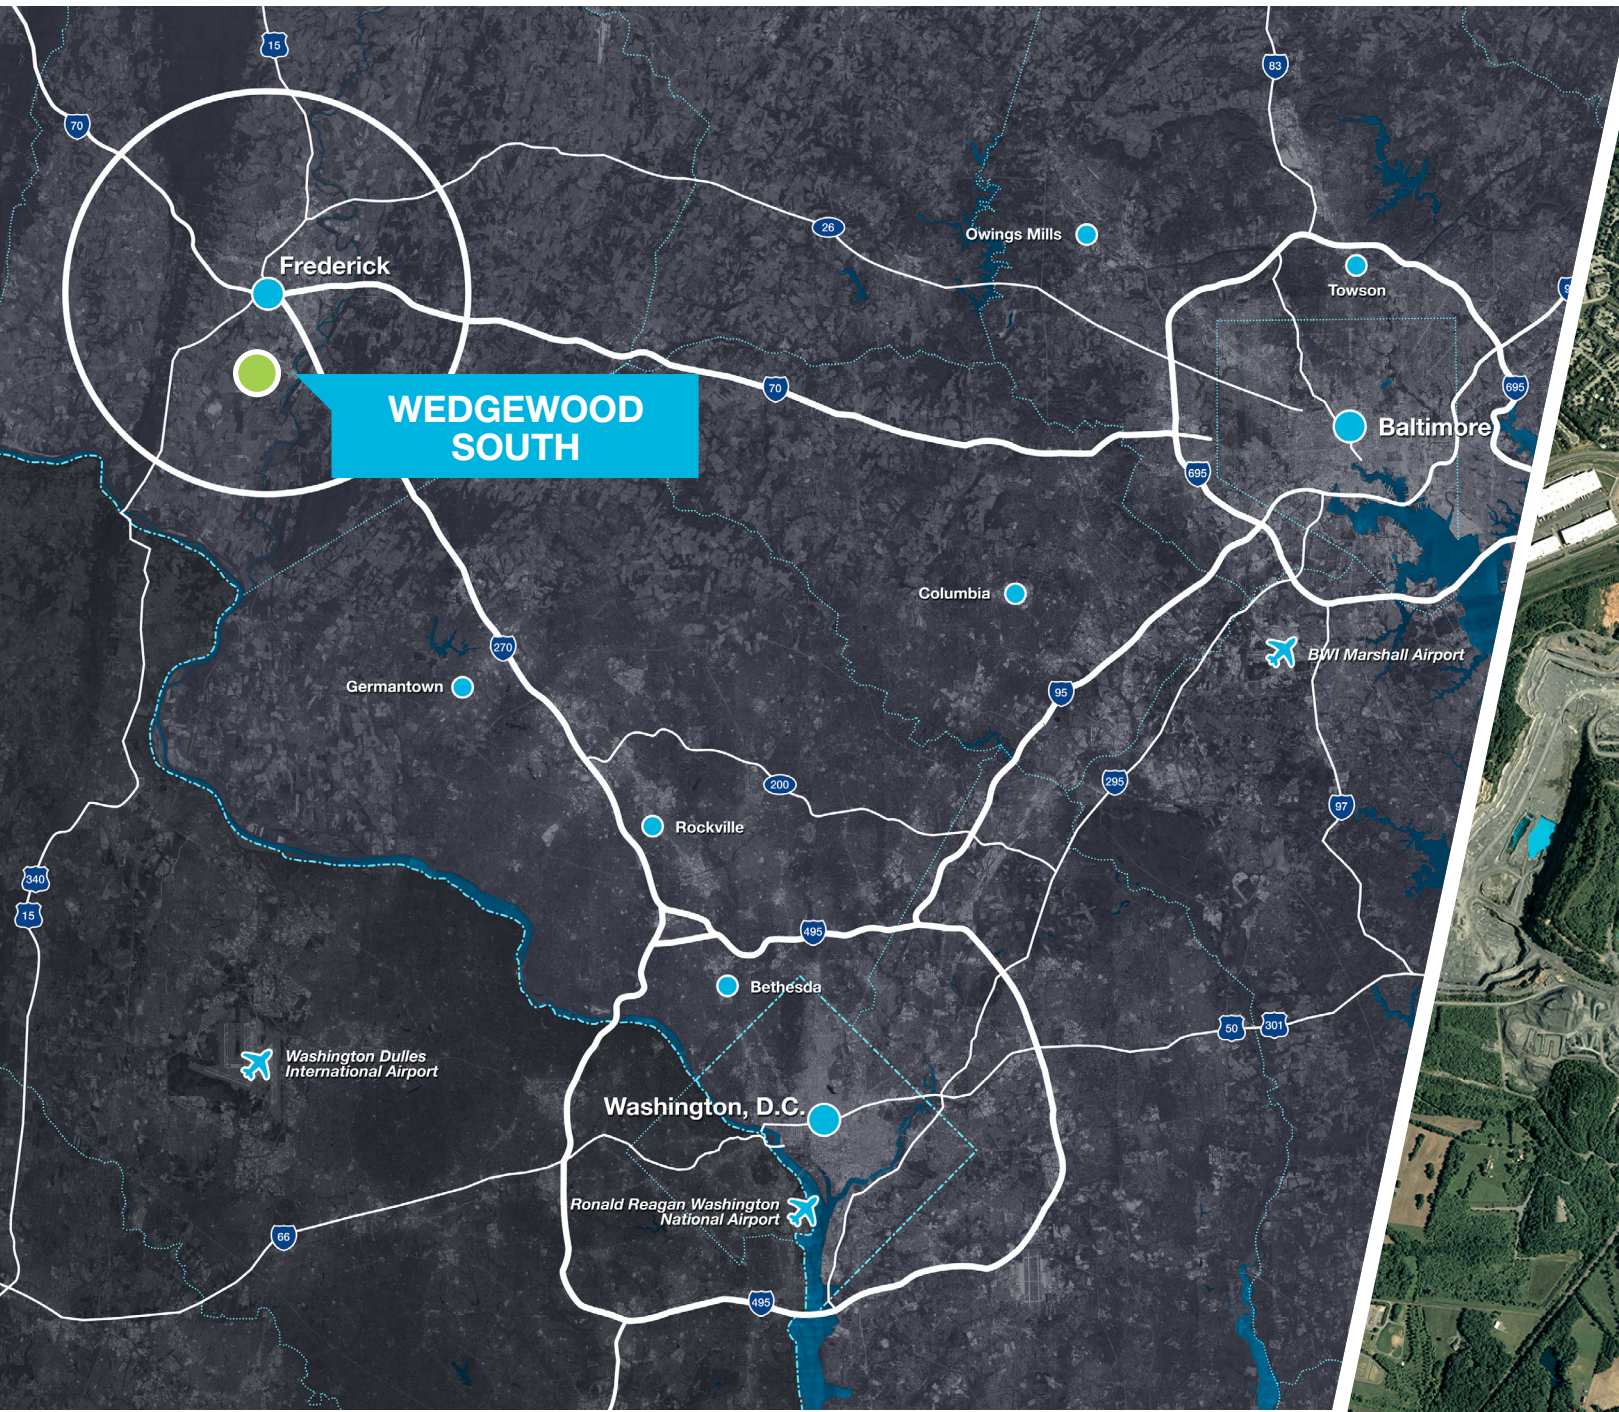 15
83
70
26
Owings Mills
Frederick
Towson
9
WEDGEWOOD
SOUTH
70
695
Baltimore
695
Columbia
270
BWI Marshall Airport
Germantown
95
295
200
97
Rockville
340
15
495
Bethesda
50
301
Washington Dulles
International Airport
Washington, D.C.
Ronald Reagan Washington
National Airport
66
495